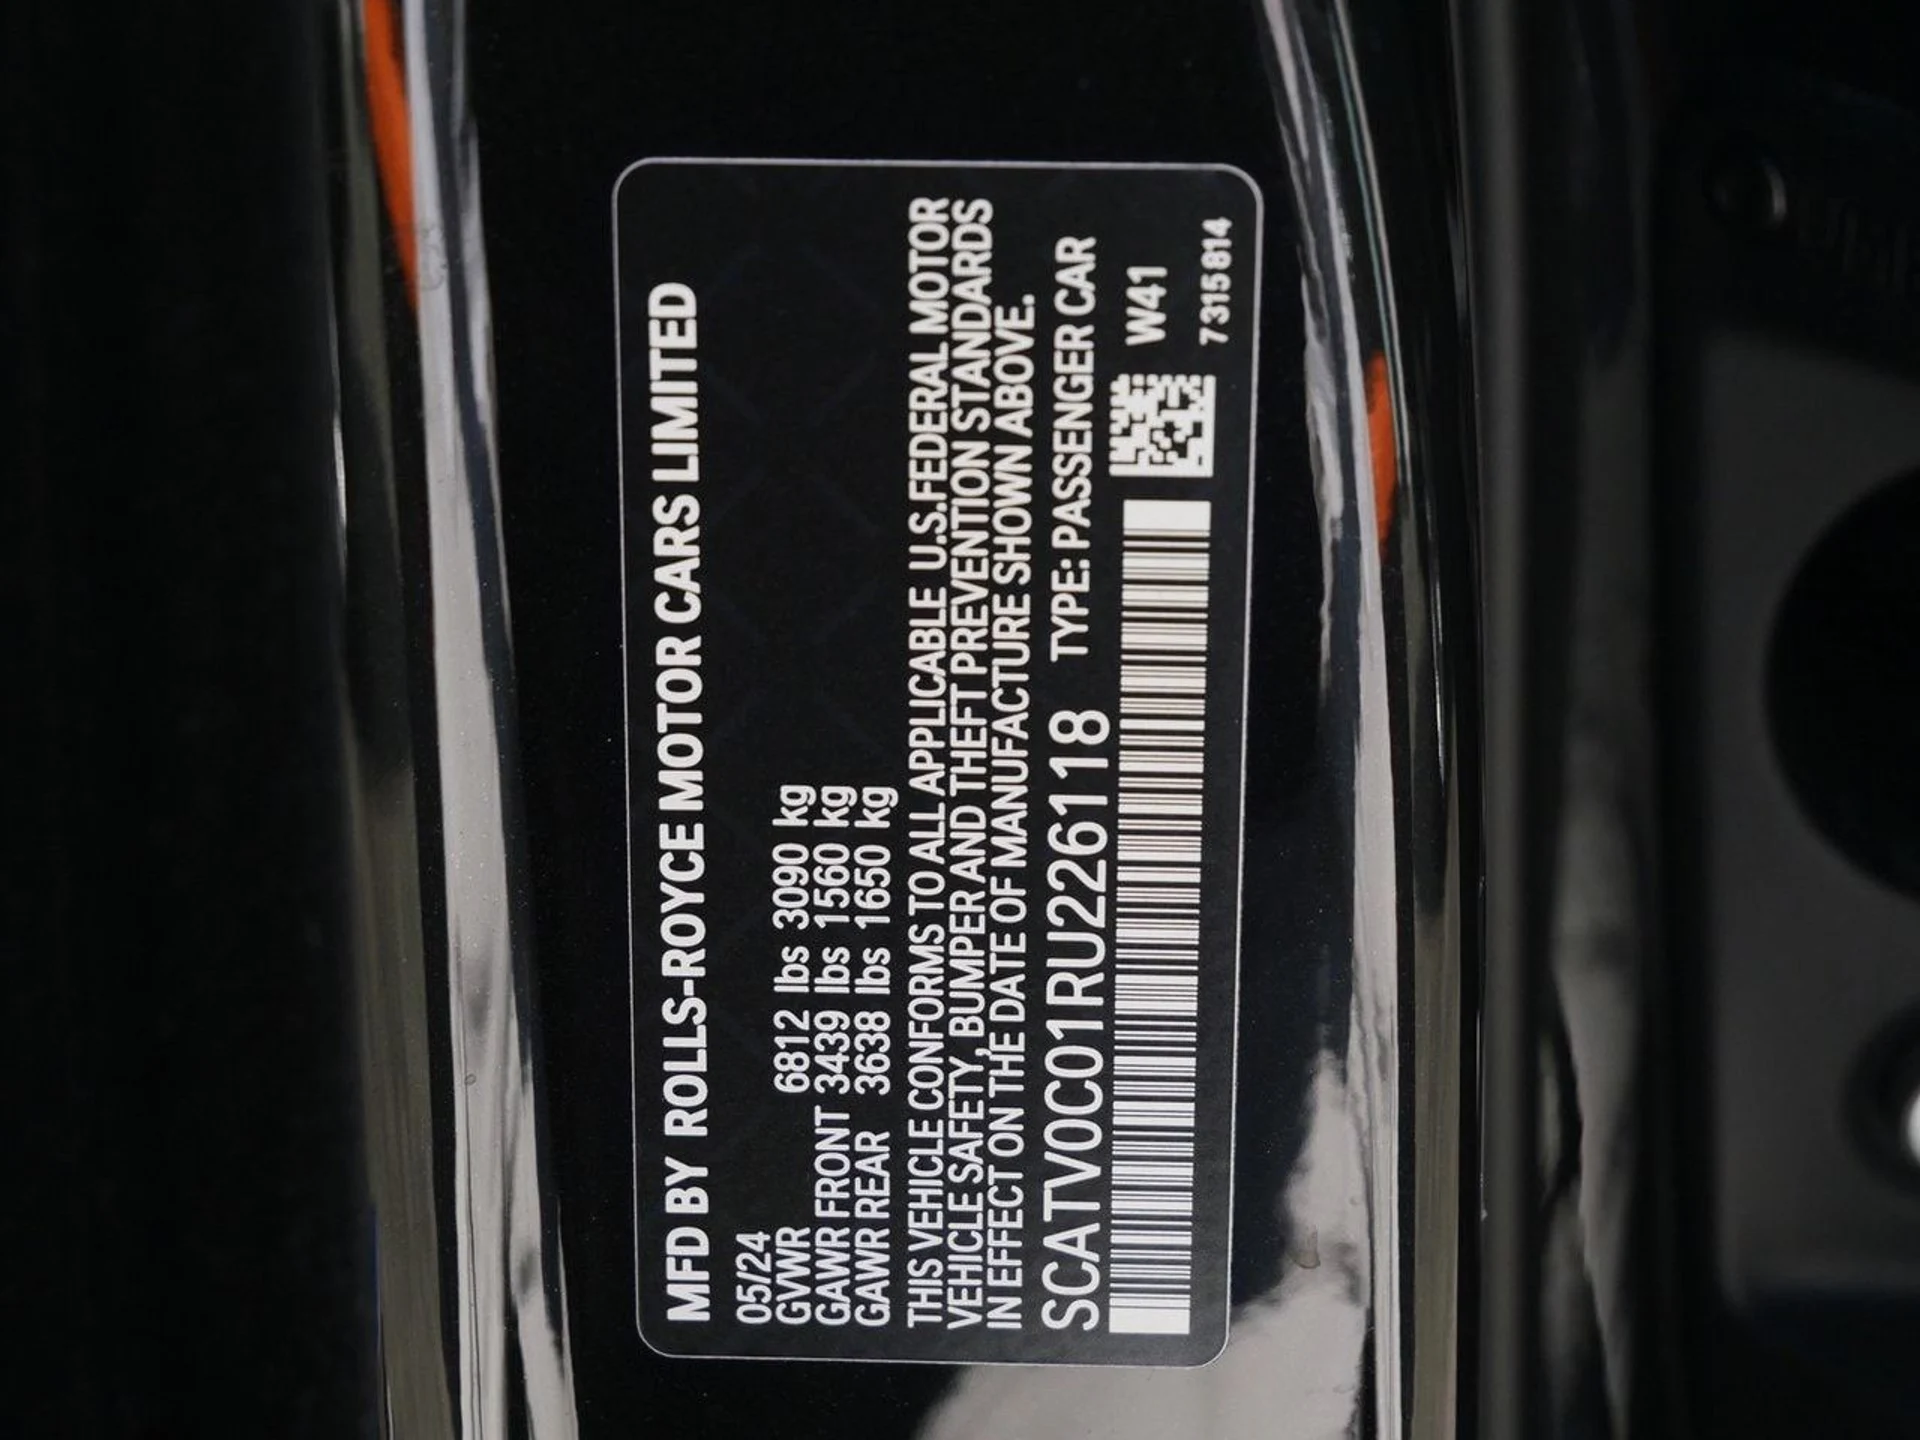 MFD BY ROLLS-ROYCE MOTOR CARS LIMITED
05/24
GVWR 6812 lbs 3090 kg
GAWR FRONT 3439 lbs 1560 kg
GAWR REAR 3638 lbs 1650 kg
THIS VEHICLE CONFORMS TO ALL APPLICABLE U.S.FEDERAL MOTOR
VEHICLE SAFETY, BUMPER AND THEFT PREVENTION STANDARDS
IN EFFECT ON THE DATE OF MANUFACTURE SHOWN ABOVE.
SCATV0C01RU226118 TYPE: PASSENGER CAR
W41
7315814